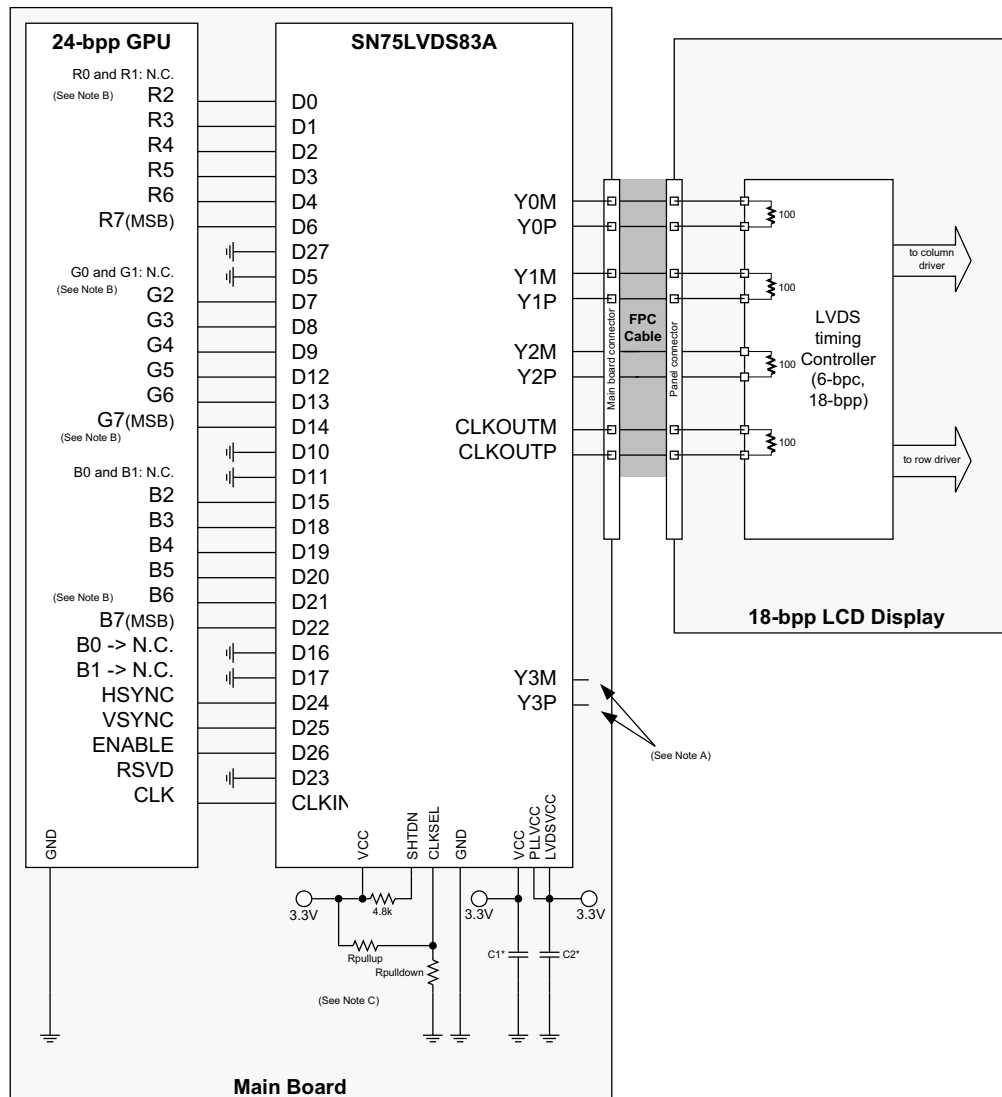 24-bpp GPU
R0 and R1: N.C.
(See Note B)
R2
R3
R4
R5
R6
R7(MSB)
G0 and G1: N.C.
(See Note B)
G2
G3
G4
G5
G6
G7(MSB)
(See Note B)
B0 and B1: N.C.
B2
B3
B4
B5
(See Note B)
B6
B7(MSB)
B0 -> N.C.
B1 -> N.C.
HSYNC
VSYNC
ENABLE
RSVD
CLK
GND
SN75LVDS83A
D0
D1
D2
D3
D4
D6
D27
D5
D7
D8
D9
D12
D13
D14
D10
D11
D15
D18
D19
D20
D21
D22
D16
D17
D24
D25
D26
D23
CLKIN
Y0M
Y0P
Y1M
Y1P
Y2M
Y2P
CLKOUTM
CLKOUTP
Y3M
Y3P
(See Note A)
VCC
SHTDN
CLKSEL
GND
VCC
PLLVCC
LVDSVCC
3.3V
4.8k
3.3V
3.3V
Rpullup
Rpulldown
C1*
C2*
(See Note C)
Main Board
Main board connector
FPC
Cable
Panel connector
100
100
100
100
LVDS
timing
Controller
(6-bpc,
18-bpp)
to column
driver
to row driver
18-bpp LCD Display